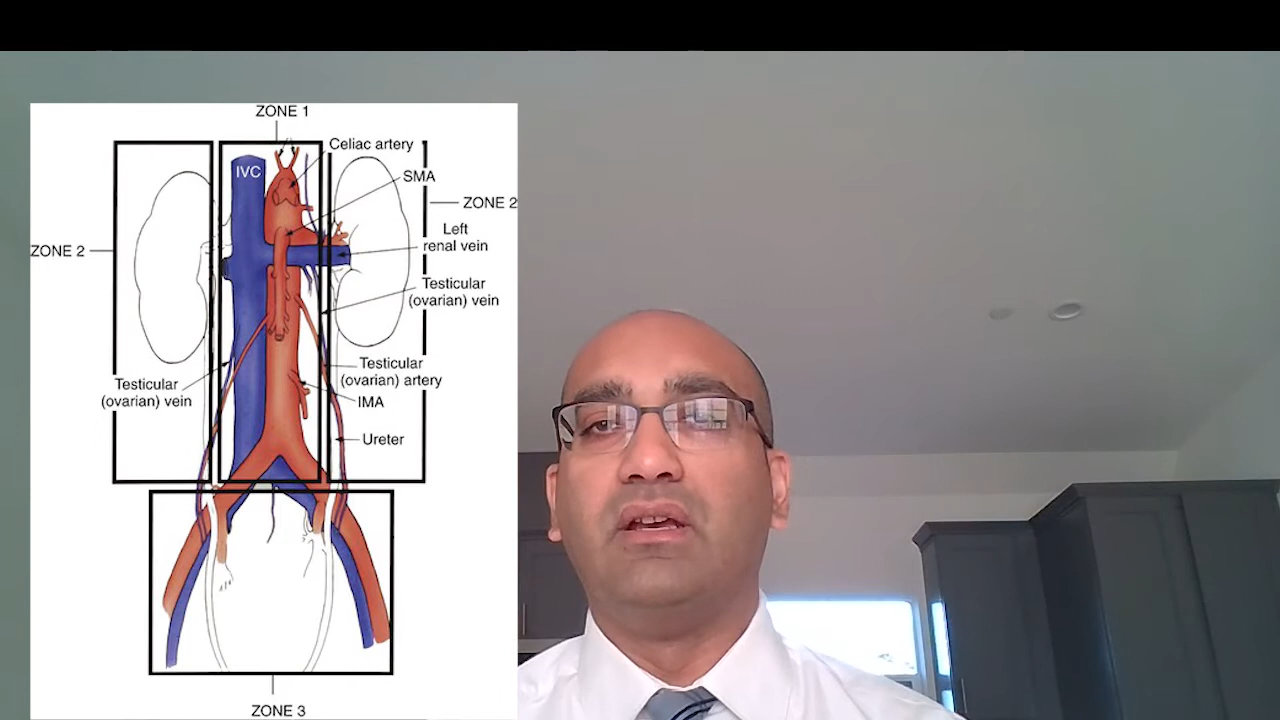 ZONE 1
Celiac artery
IVC
SMA
ZONE 2
Left
renal vein
ZONE 2
Testicular
(ovarian) vein
Testicular
(ovarian) artery
Testicular
(ovarian) vein
IMA
Ureter
ZONE 3